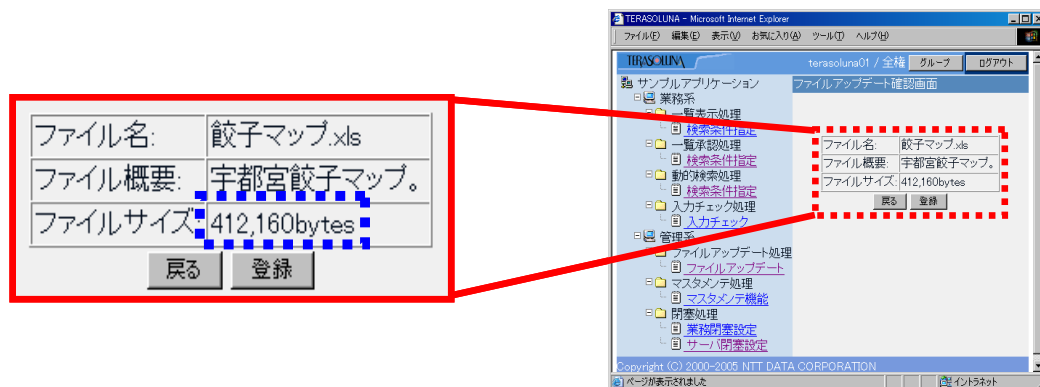 ファイル名: 餃子マップ.xls
ファイル概要: 宇都宮餃子マップ。
ファイルサイズ: 412,160bytes
戻る 登録
TERASOLUNA - Microsoft Internet Explorer
ファイル(F) 編集(E) 表示(V) お気に入り(A) ツール(T) ヘルプ(H)
TERASOLUNA terasoluna01 / 全権 グループ ログアウト
サンプルアプリケーション
ファイルアップデート確認画面
業務系
一覧表示処理
検索条件指定
一覧承認処理
検索条件指定
動的検索処理
検索条件指定
入力チェック処理
入力チェック
管理系
ファイルアップデート処理
ファイルアップデート
マスタメンテ処理
マスタメンテ機能
閉塞処理
業務閉塞設定
サーバ閉塞設定
ファイル名: 餃子マップ.xls
ファイル概要: 宇都宮餃子マップ。
ファイルサイズ: 412,160bytes
戻る 登録
Copyright (C) 2000-2005 NTT DATA CORPORATION
ページが表示されました イントラネット